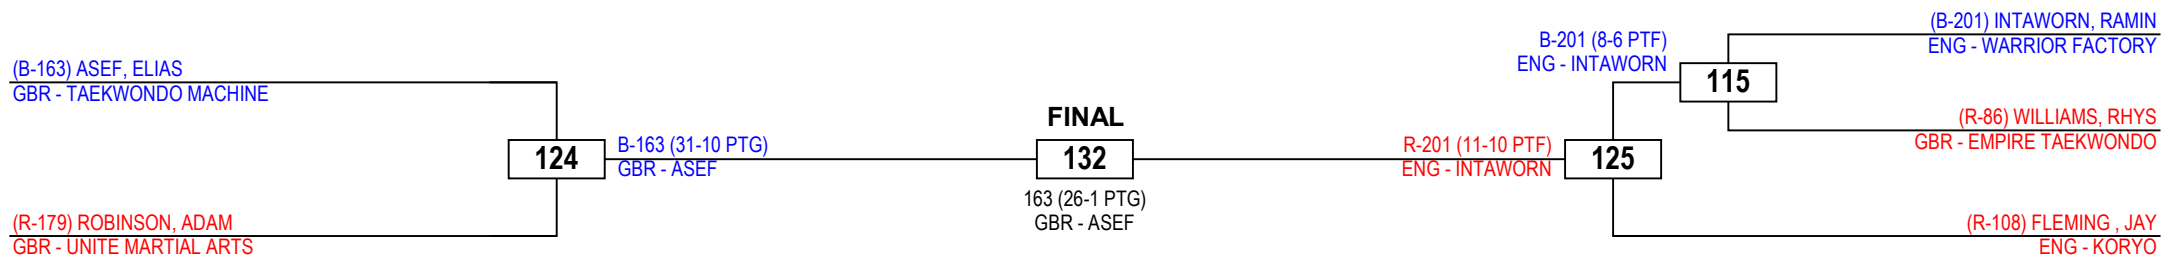 (B-163) ASEF, ELIAS
GBR - TAEKWONDO MACHINE
(R-179) ROBINSON, ADAM
GBR - UNITE MARTIAL ARTS
124
B-163 (31-10 PTG)
GBR - ASEF
FINAL
132
163 (26-1 PTG)
GBR - ASEF
R-201 (11-10 PTF)
ENG - INTAWORN
125
B-201 (8-6 PTF)
ENG - INTAWORN
115
(B-201) INTAWORN, RAMIN
ENG - WARRIOR FACTORY
(R-86) WILLIAMS, RHYS
GBR - EMPIRE TAEKWONDO
(R-108) FLEMING , JAY
ENG - KORYO